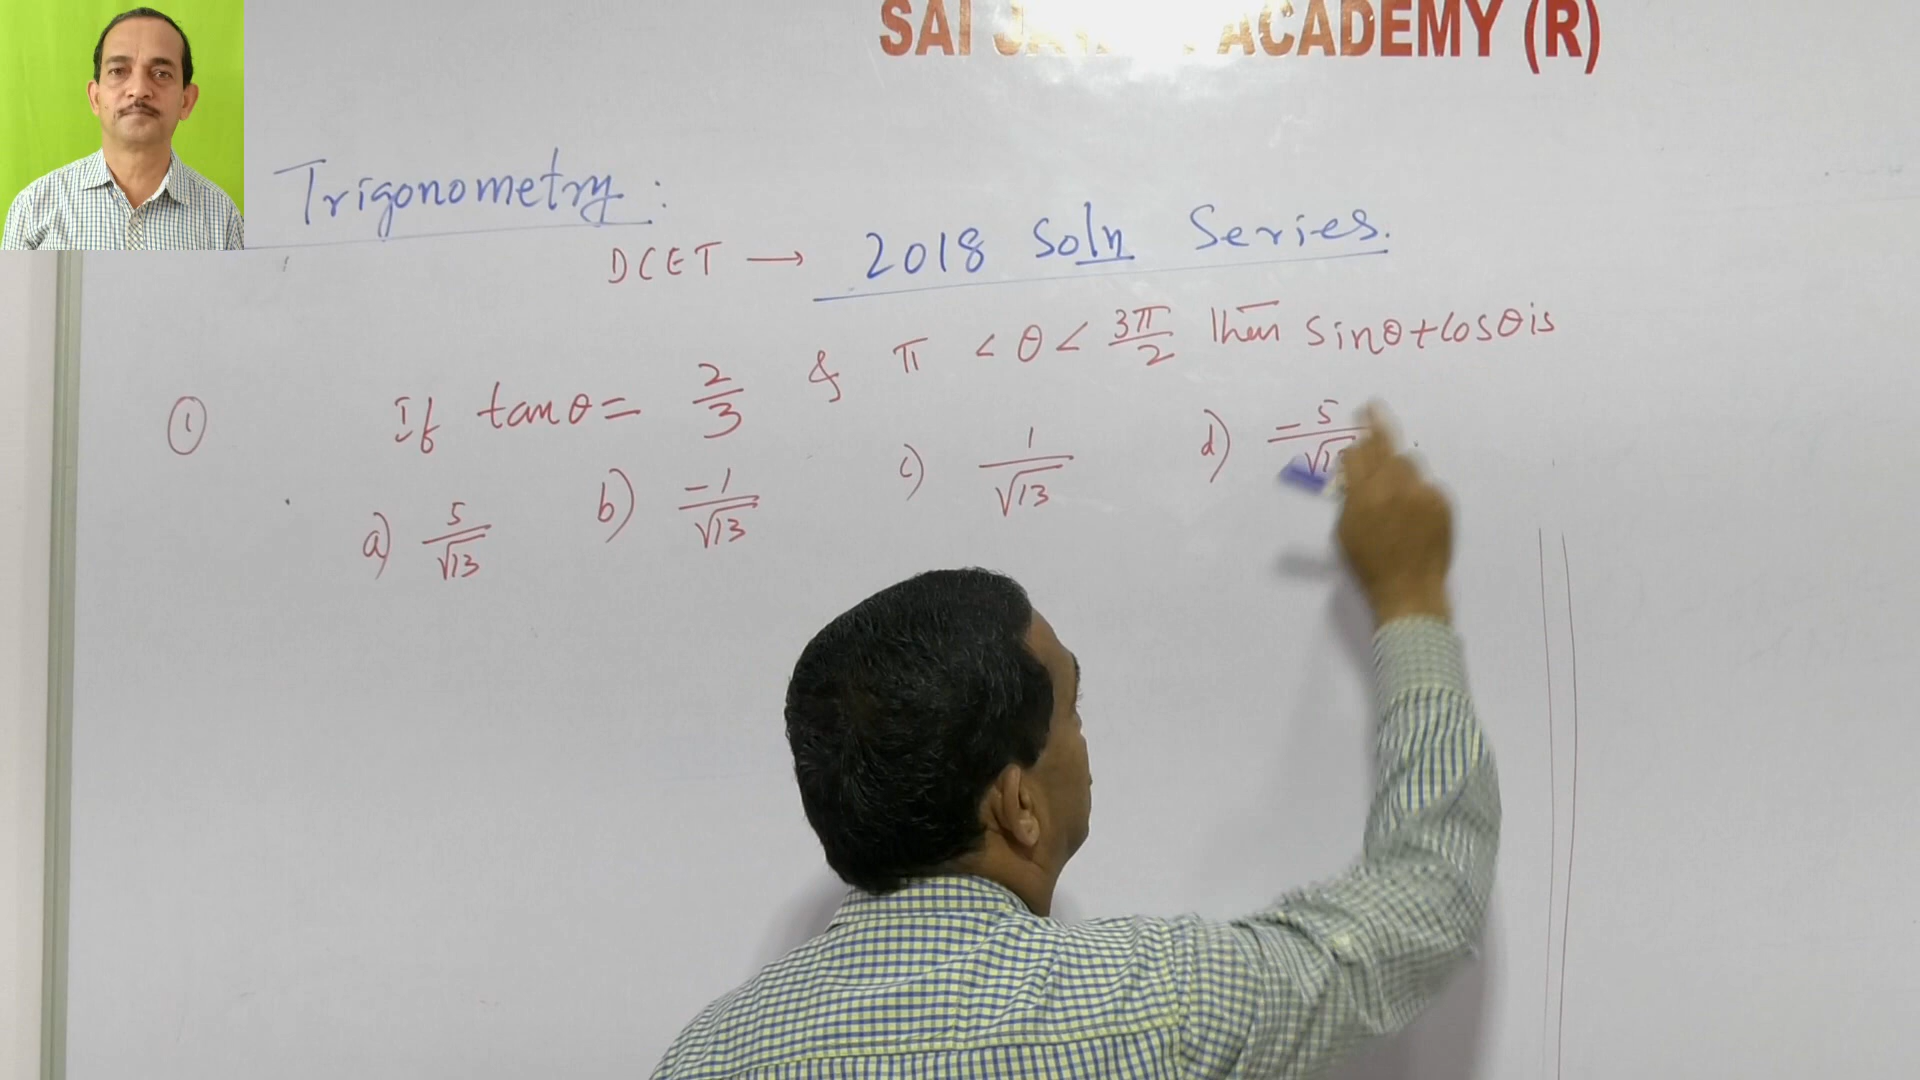 ACADEMY (R)
SAI
Trigonometry:
DCET → 2018 Soln Series.
① If tanθ = 2/3 & π < θ < 3π/2 then Sinθ+Cosθ is
a) 5/√13 b) -1/√13 c) 1/√13 d) -5/√